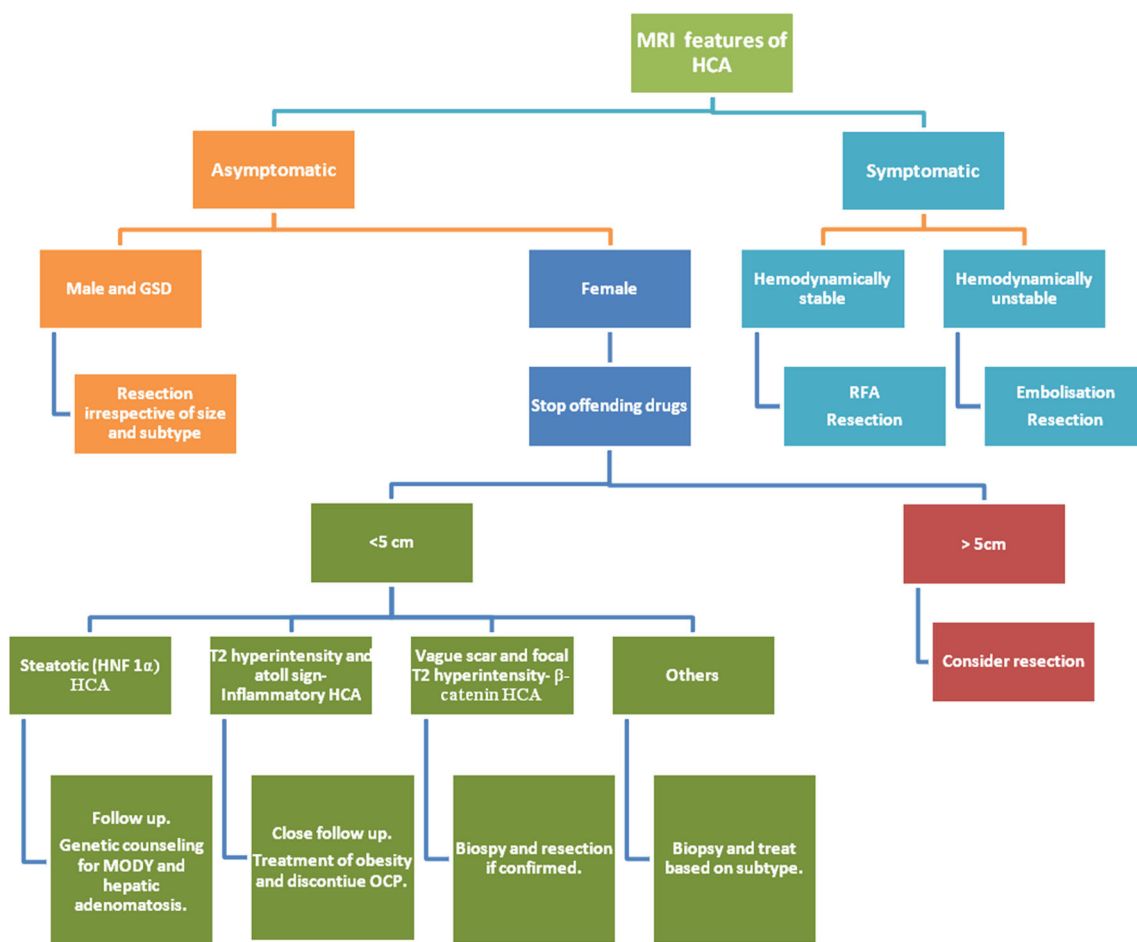 MRI features of
HCA
Asymptomatic
Symptomatic
Male and GSD
Female
Hemodynamically
stable
Hemodynamically
unstable
Resection
irrespective of size
and subtype
Stop offending drugs
RFA
Resection
Embolisation
Resection
<5 cm
> 5cm
Steatotic (HNF 1α)
HCA
T2 hyperintensity and
atoll sign-
Inflammatory HCA
Vague scar and focal
T2 hyperintensity- β-
catenin HCA
Others
Consider resection
Follow up.
Genetic counseling
for MODY and
hepatic
adenomatosis.
Close follow up.
Treatment of obesity
and discontiue OCP.
Biospy and resection
if confirmed.
Biopsy and treat
based on subtype.